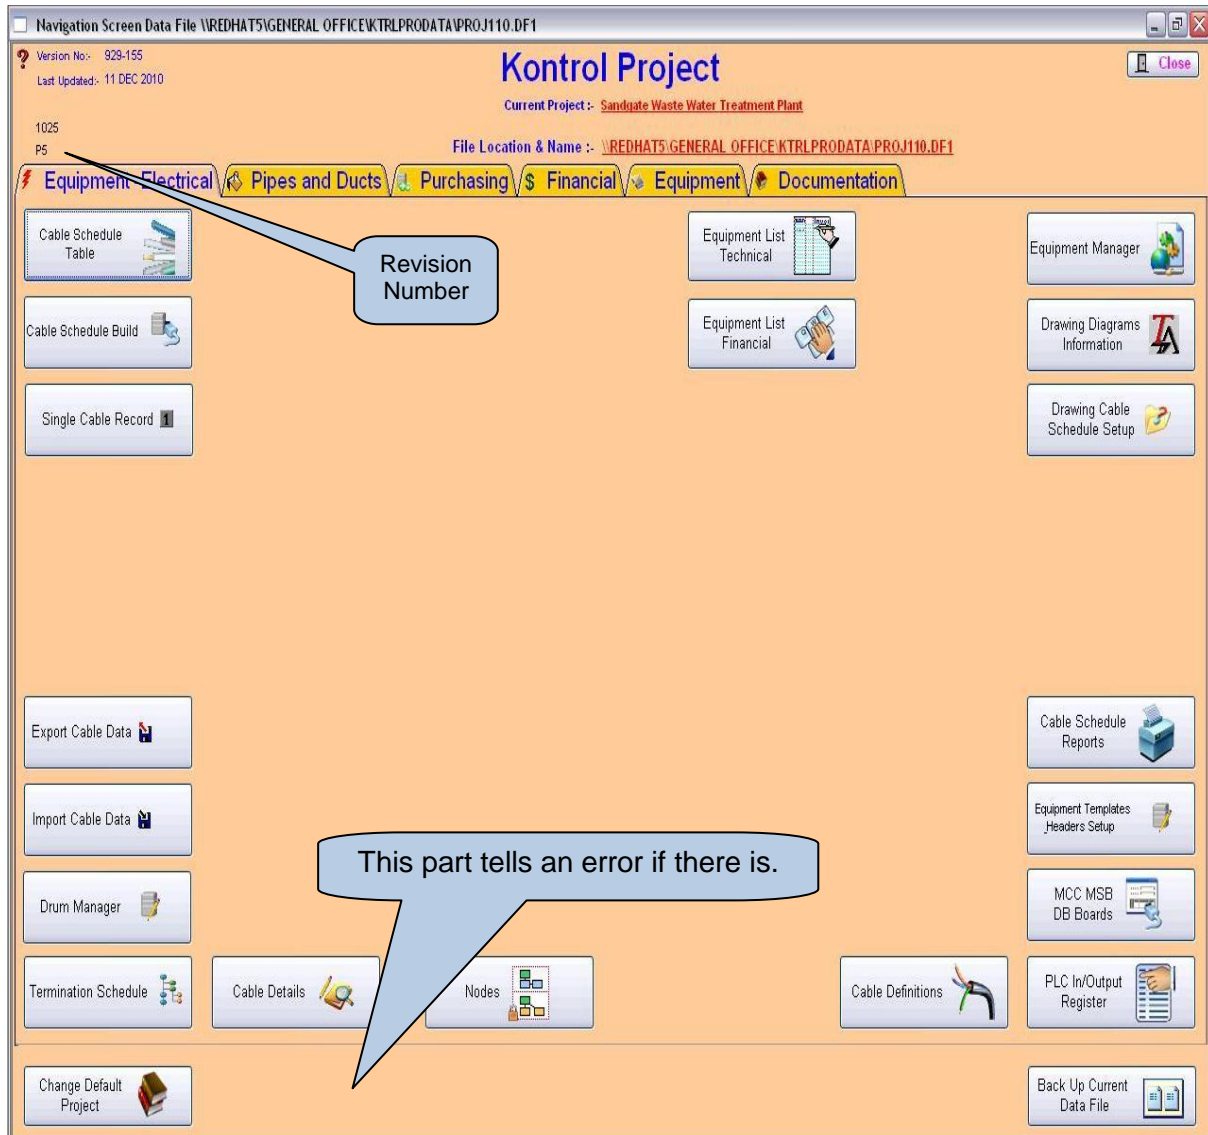 Navigation Screen Data File \\REDHAT5\GENERAL OFFICE\KTRLPRODATA\PROJ110.DF1
Version No:- 929-155
Last Updated:- 11 DEC 2010
Kontrol Project
Close
Current Project :- Sandgate Waste Water Treatment Plant
1025
P5
File Location & Name :- \\REDHAT5\GENERAL OFFICE\KTRLPRODATA\PROJ110.DF1
Equipment Electrical Pipes and Ducts Purchasing $ Financial Equipment Documentation
Cable Schedule
Table
Revision
Number
Equipment List
Technical
Equipment Manager
Cable Schedule Build
Equipment List
Financial
Drawing Diagrams
Information
Single Cable Record 1
Drawing Cable
Schedule Setup
Export Cable Data
Cable Schedule
Reports
Import Cable Data
Equipment Templates
Headers Setup
This part tells an error if there is.
Drum Manager
MCC MSB
DB Boards
Termination Schedule
Cable Details
Nodes
Cable Definitions
PLC In/Output
Register
Change Default
Project
Back Up Current
Data File